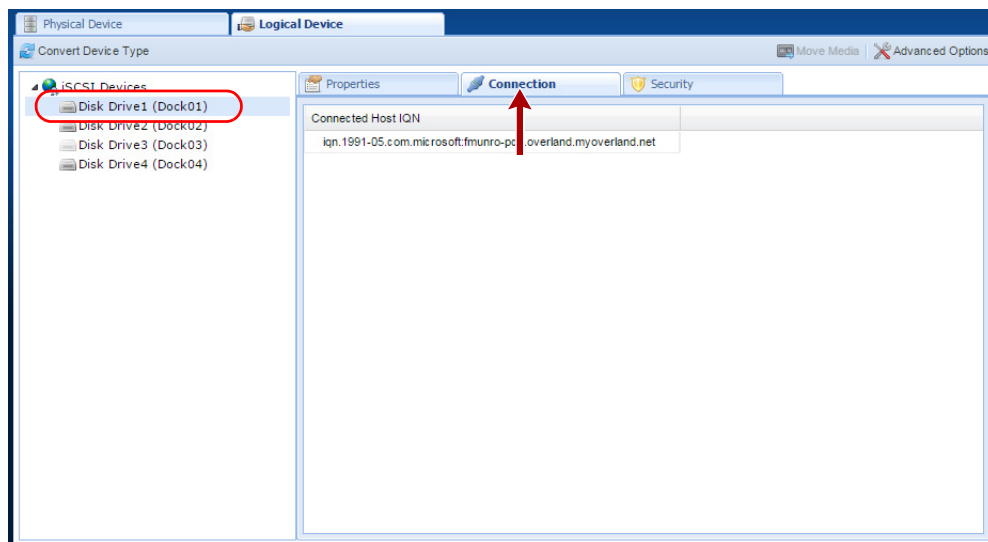 Physical Device
Logical Device
Convert Device Type
Move Media
Advanced Options
iSCSI Devices
Disk Drive1 (Dock01)
Disk Drive2 (Dock02)
Disk Drive3 (Dock03)
Disk Drive4 (Dock04)
Properties
Connection
Security
Connected Host IQN
iqn.1991-05.com.microsoft:fmunro- .overland.myoverland.net